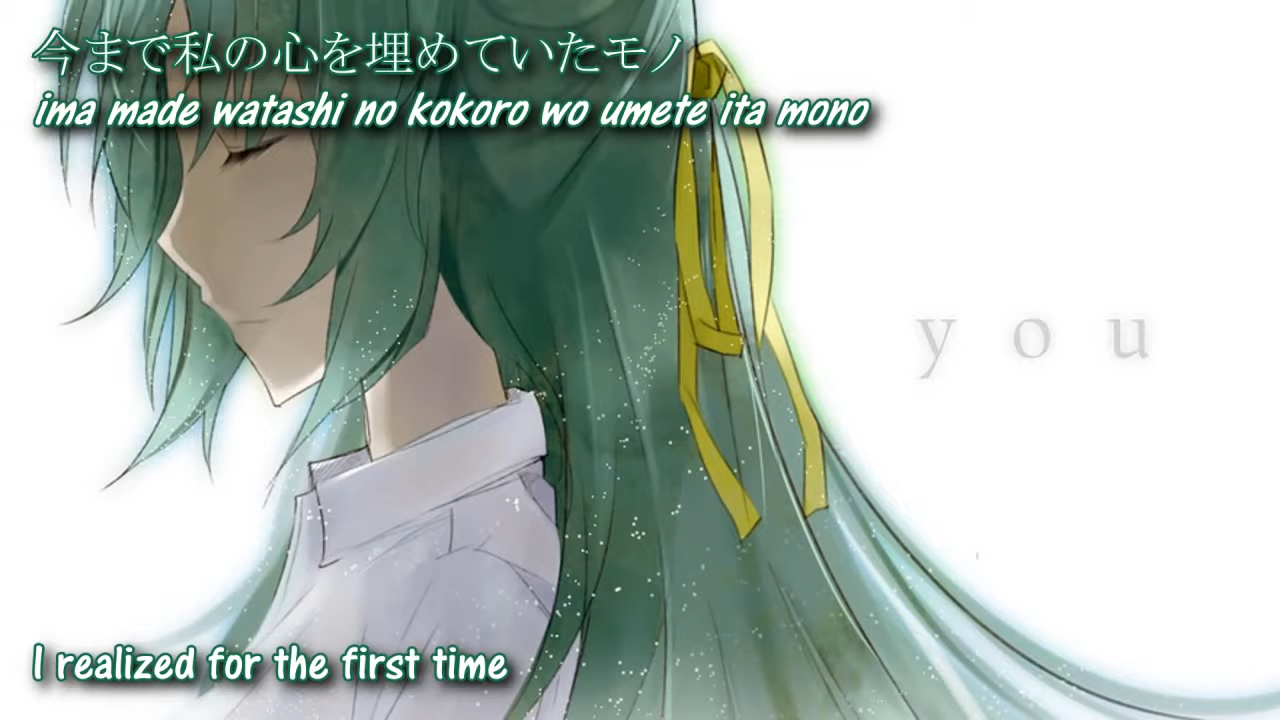 今まで私の心を埋めていたモノ
ima made watashi no kokoro wo umete ita mono
you
I realized for the first time